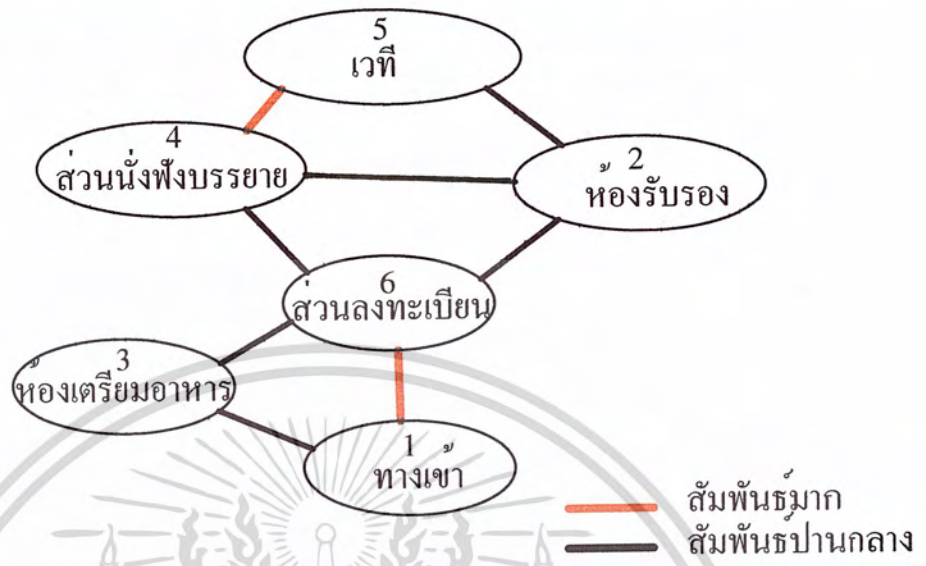 5
เวที
4
ส่วนนั่งฟังบรรยาย
2
ห้องรับรอง
6
ส่วนลงทะเบียน
3
ห้องเตรียมอาหาร
1
ทางเข้า
สัมพันธ์มาก
สัมพันธ์ปานกลาง